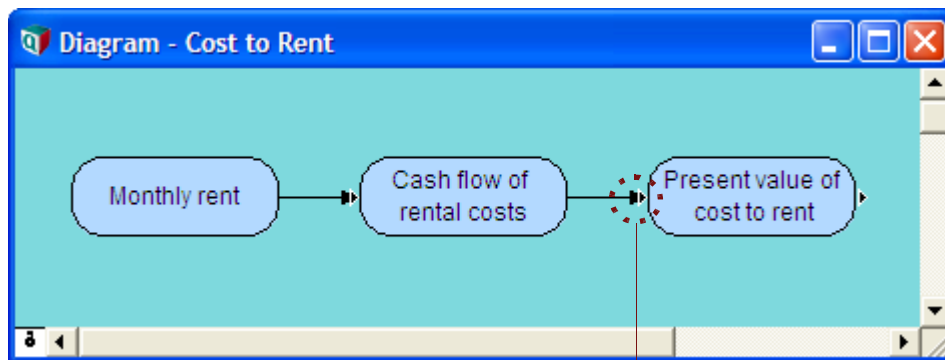 Diagram - Cost to Rent
Monthly rent
Cash flow of
rental costs
Present value of
cost to rent